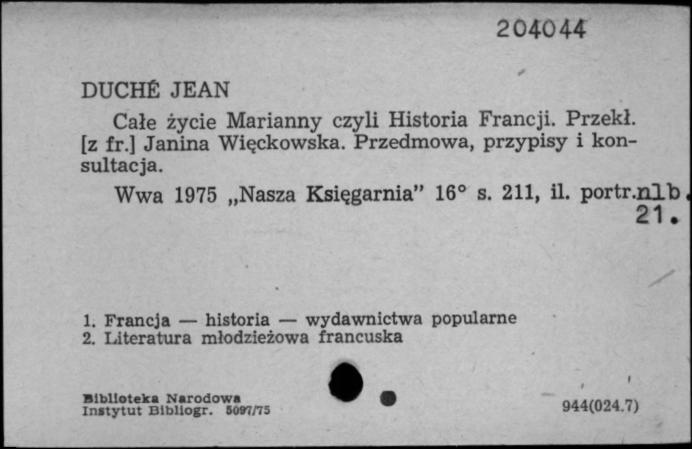 204044
DUCHÉ JEAN
Całe życie Marianny czyli Historia Francji. Przekł.
[z fr.] Janina Więckowska. Przedmowa, przypisy i kon-
sultacja.
Wwa 1975 „Nasza Księgarnia” 16° s. 211, il. portr.nlb.
21.
1. Francja — historia — wydawnictwa popularne
2. Literatura młodzieżowa francuska
Biblioteka Narodowa
Instytut Bibliogr. 5097/75
944(024.7)